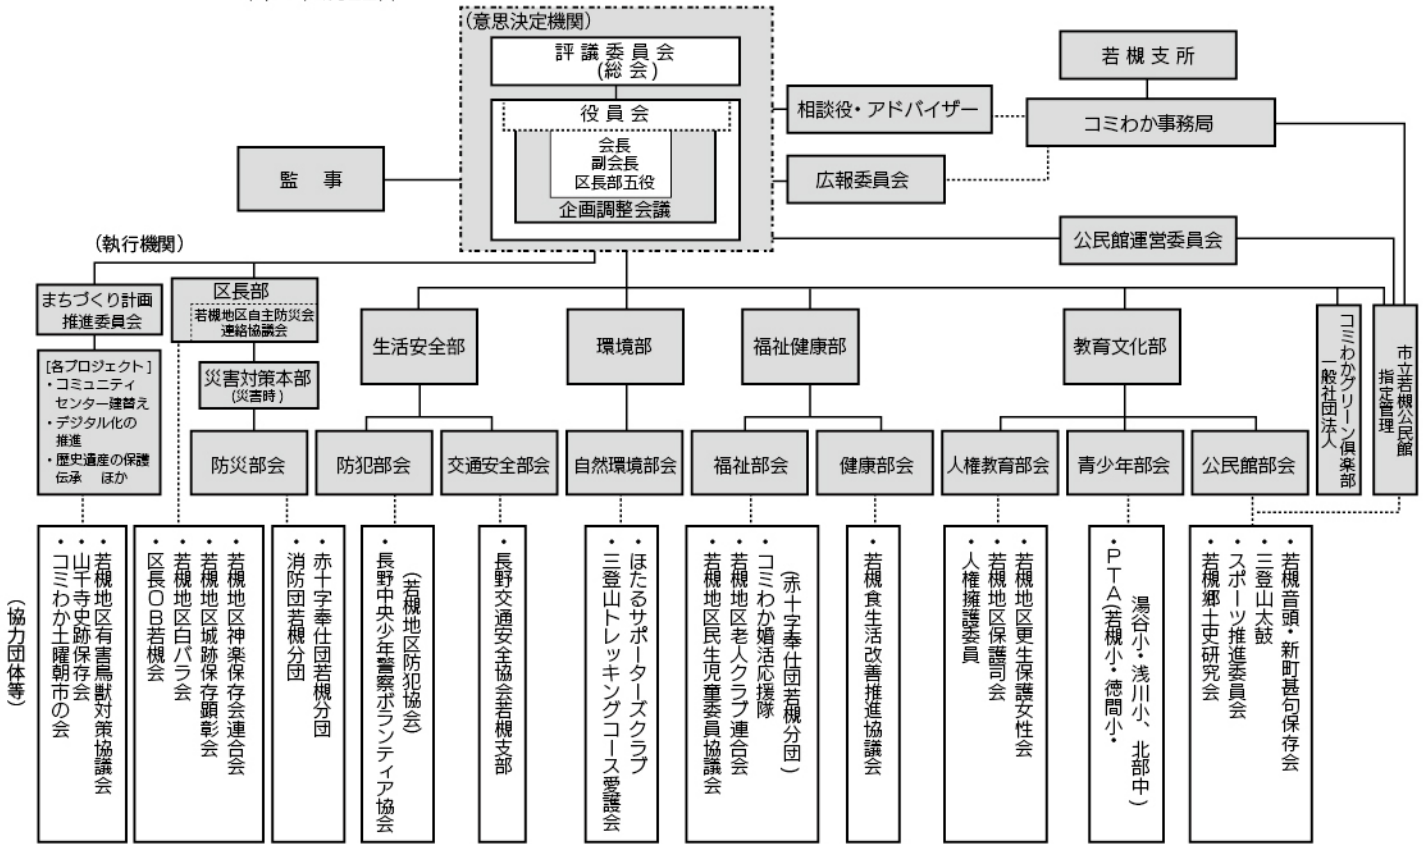 (意思決定機関)
評議委員会
(総会)
役員会
会長
副会長
区長部五役
企画調整会議
監　事
相談役・アドバイザー
広報委員会
若槻支所
コミわか事務局
公民館運営委員会
(執行機関)
まちづくり計画
推進委員会
[各プロジェクト]
・コミュニティ
センター建替え
・デジタル化の
推進
・歴史遺産の保護
伝承　ほか
区長部
若槻地区自主防災会
連絡協議会
災害対策本部
(災害時)
生活安全部
環境部
福祉健康部
教育文化部
コミわかグリーン倶楽部
一般社団法人
市立若槻公民館
指定管理
防災部会
防犯部会
交通安全部会
自然環境部会
福祉部会
健康部会
人権教育部会
青少年部会
公民館部会
(協力団体等)
・若槻地区有害鳥獣対策協議会
・山千寺史跡保存会
・コミわか土曜朝市の会
・若槻地区神楽保存会連合会
・若槻地区城跡保存顕彰会
・若槻地区白バラ会
・区長OB若槻会
・赤十字奉仕団若槻分団
・消防団若槻分団
(若槻地区防犯協会)
・長野中央少年警察ボランティア協会
・長野交通安全協会若槻支部
・ほたるサポーターズクラブ
・三登山トレッキングコース愛護会
(赤十字奉仕団若槻分団)
・コミわか婚活応援隊
・若槻地区老人クラブ連合会
・若槻地区民生児童委員協議会
・若槻食生活改善推進協議会
・若槻地区更生保護女性会
・若槻地区保護司会
・人権擁護委員
・PTA(若槻小・徳間小・
湯谷小・浅川小、北部中)
・若槻音頭・新町甚句保存会
・三登山太鼓
・スポーツ推進委員会
・若槻郷土史研究会